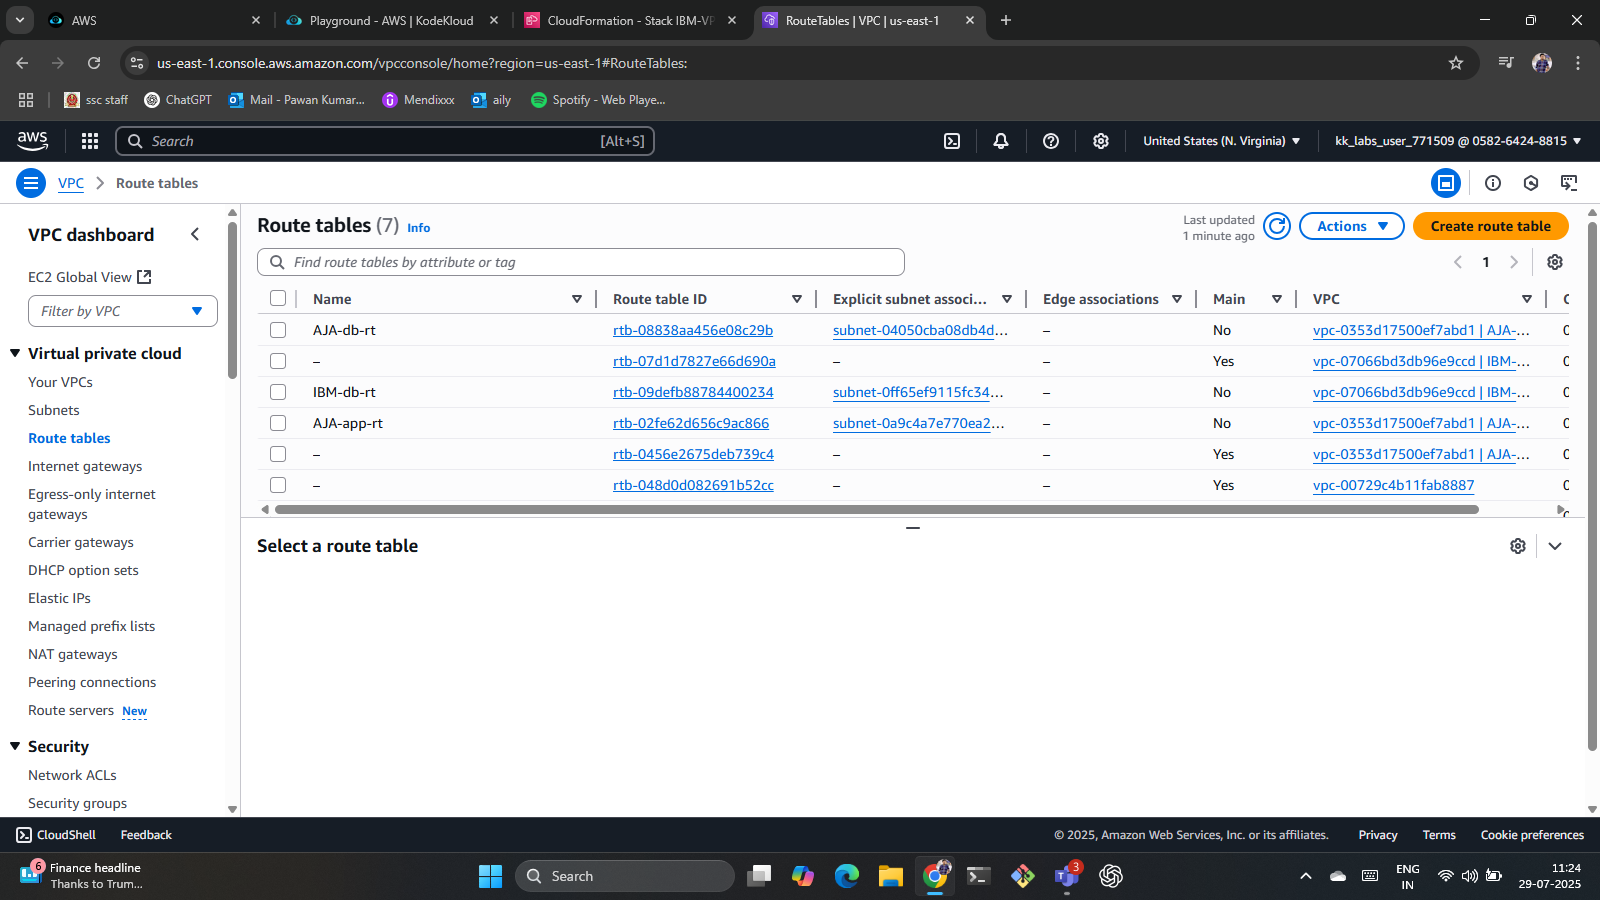 AWS
Playground - AWS | KodeKloud
CloudFormation - Stack IBM-VP
RouteTables | VPC | us-east-1
us-east-1.console.aws.amazon.com/vpcconsole/home?region=us-east-1#RouteTables:
ssc staff
ChatGPT
Mail - Pawan Kumar...
Mendixxx
aily
Spotify - Web Playe...
aws
Search
[Alt+S]
United States (N. Virginia)
kk_labs_user_771509 @ 0582-6424-8815
VPC
Route tables
VPC dashboard
EC2 Global View
Filter by VPC
Virtual private cloud
Your VPCs
Subnets
Route tables
Internet gateways
Egress-only internet
gateways
Carrier gateways
DHCP option sets
Elastic IPs
Managed prefix lists
NAT gateways
Peering connections
Route servers New
Security
Network ACLs
Security groups
Route tables (7) Info
Last updated
1 minute ago
Actions
Create route table
Find route tables by attribute or tag
1
Name Route table ID Explicit subnet associ... Edge associations Main VPC
AJA-db-rt rtb-08838aa456e08c29b subnet-04050cba08db4d... – No vpc-0353d17500ef7abd1 | AJA-...
– rtb-07d1d7827e66d690a – – Yes vpc-07066bd3db96e9ccd | IBM-...
IBM-db-rt rtb-09defb88784400234 subnet-0ff65ef9115fc34... – No vpc-07066bd3db96e9ccd | IBM-...
AJA-app-rt rtb-02fe62d656c9ac866 subnet-0a9c4a7e770ea2... – No vpc-0353d17500ef7abd1 | AJA-...
– rtb-0456e2675deb739c4 – – Yes vpc-0353d17500ef7abd1 | AJA-...
– rtb-048d0d082691b52cc – – Yes vpc-00729c4b11fab8887
Select a route table
CloudShell
Feedback
© 2025, Amazon Web Services, Inc. or its affiliates.
Privacy
Terms
Cookie preferences
6
Finance headline
Thanks to Trum...
Search
3
ENG
IN
11:24
29-07-2025